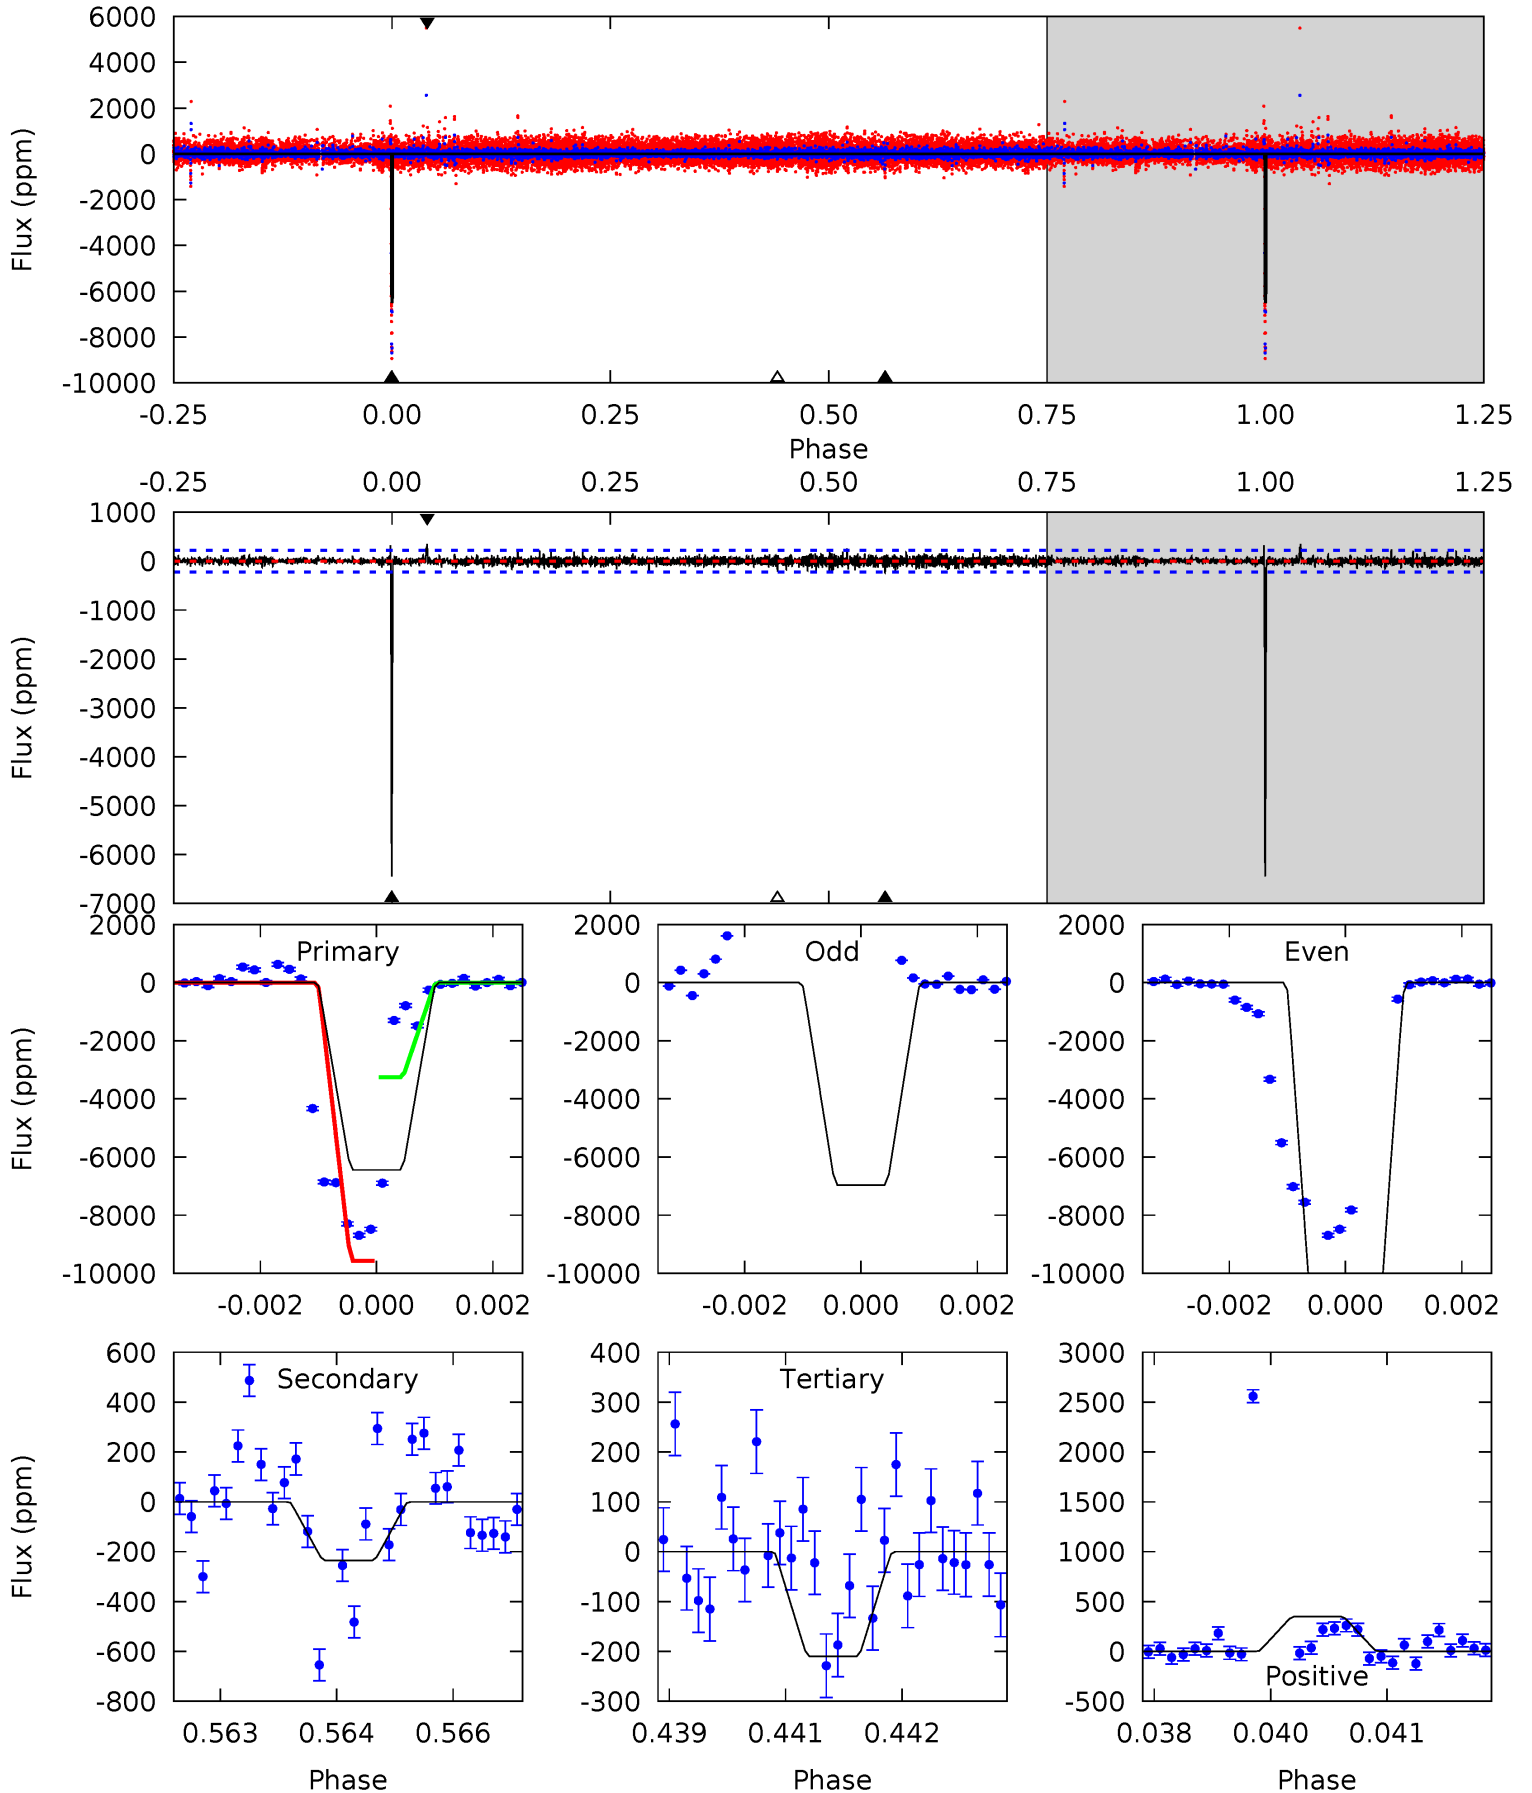 6000
4000
2000
0
-2000
-4000
-6000
-8000
-10000
Flux (ppm)
-0.25 0.00 0.25 0.50 0.75 1.00 1.25
Phase
-0.25 0.00 0.25 0.50 0.75 1.00 1.25
1000
0
-1000
-2000
-3000
-4000
-5000
-6000
-7000
Flux (ppm)
2000
0
-2000
-4000
-6000
-8000
-10000
Flux (ppm)
Primary
-0.002 0.000 0.002
2000
0
-2000
-4000
-6000
-8000
-10000
Odd
-0.002 0.000 0.002
2000
0
-2000
-4000
-6000
-8000
-10000
Even
-0.002 0.000 0.002
600
400
200
0
-200
-400
-600
-800
Flux (ppm)
Secondary
0.563 0.564 0.566
Phase
400
300
200
100
0
-100
-200
-300
Tertiary
0.439 0.441 0.442
Phase
3000
2500
2000
1500
1000
500
0
-500
Positive
0.038 0.040 0.041
Phase